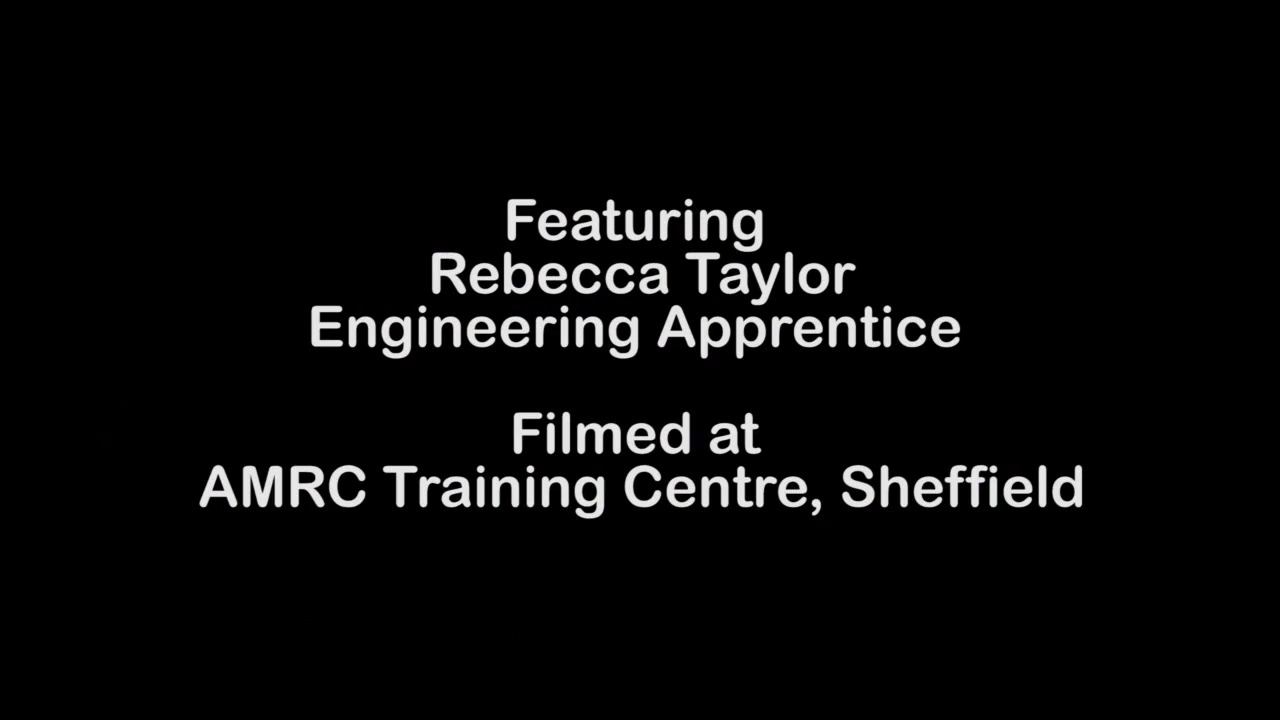 Featuring
Rebecca Taylor
Engineering Apprentice
Filmed at
AMRC Training Centre, Sheffield